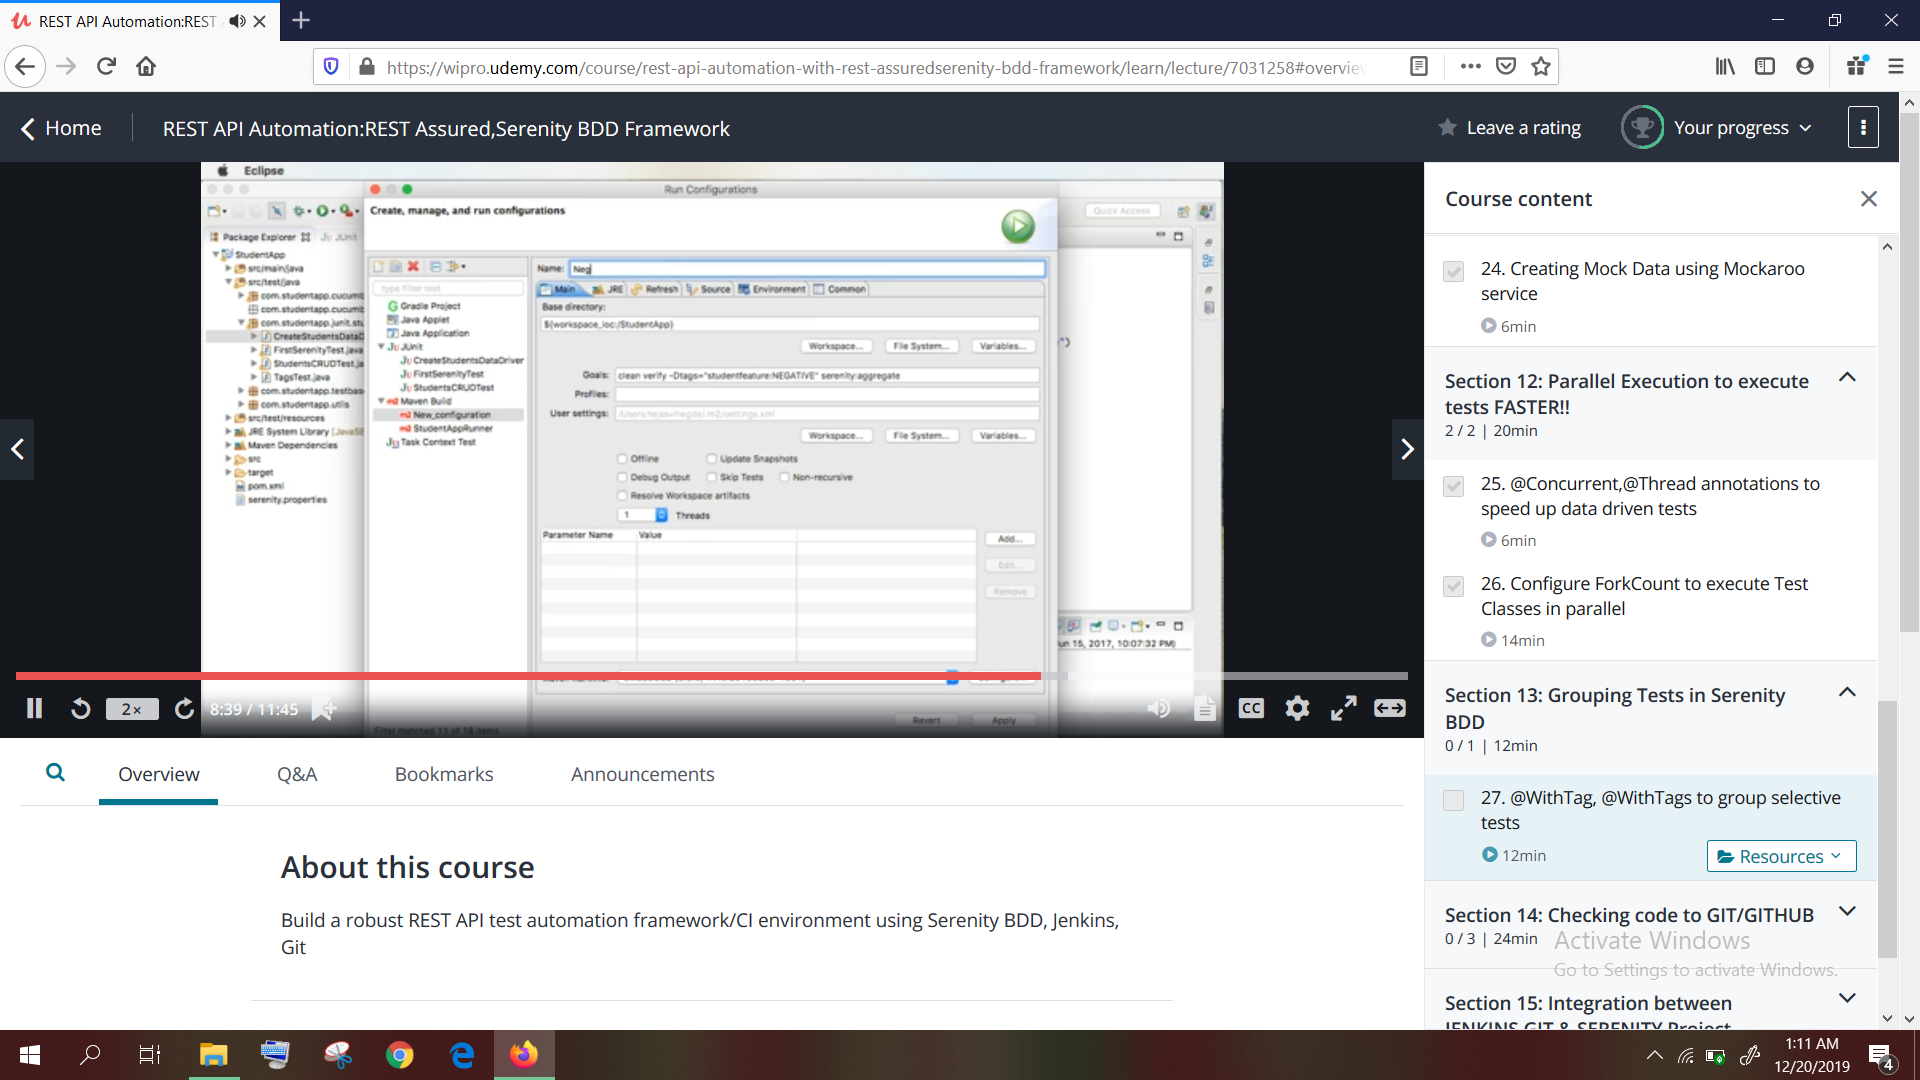 REST API Automation:REST
https://wipro.udemy.com/course/rest-api-automation-with-rest-assuredserenity-bdd-framework/learn/lecture/7031258#overvie
Home
REST API Automation:REST Assured,Serenity BDD Framework
Leave a rating
Your progress
Eclipse
Run Configurations
Create, manage, and run configurations
Quick Access
Package Explorer
JUnit
StudentApp
src/main/java
src/test/java
com.studentapp.cucumb
com.studentapp.cucumb
com.studentapp.junit.stu
CreateStudentsDataD
FirstSerenityTest.java
StudentsCRUDTest.ja
TagsTest.java
com.studentapp.testbase
com.studentapp.utils
src/test/resources
JRE System Library [JavaSE
Maven Dependencies
src
target
pom.xml
serenity.properties
type filter text
Gradle Project
Java Applet
Java Application
JUnit
CreateStudentsDataDriver
FirstSerenityTest
StudentsCRUDTest
Maven Build
New_configuration
StudentAppRunner
Task Context Test
Name: Neg
Main JRE Refresh Source Environment Common
Base directory:
${workspace_loc:/StudentApp}
Workspace... File System... Variables...
Goals: clean verify -Dtags="studentfeature:NEGATIVE" serenity:aggregate
Profiles:
User settings: /Users/tejasvihegde/.m2/settings.xml
Workspace... File System... Variables...
Offline Update Snapshots
Debug Output Skip Tests Non-recursive
Resolve Workspace artifacts
1 Threads
Parameter Name Value
Add...
Edit...
Remove
un 15, 2017, 10:07:32 PM)
Revert Apply
Filter matched 11 of 18 items
2×
8:39 / 11:45
CC
Overview
Q&A
Bookmarks
Announcements
About this course
Build a robust REST API test automation framework/CI environment using Serenity BDD, Jenkins,
Git
Course content
24. Creating Mock Data using Mockaroo
service
6min
Section 12: Parallel Execution to execute
tests FASTER!!
2 / 2 | 20min
25. @Concurrent,@Thread annotations to
speed up data driven tests
6min
26. Configure ForkCount to execute Test
Classes in parallel
14min
Section 13: Grouping Tests in Serenity
BDD
0 / 1 | 12min
27. @WithTag, @WithTags to group selective
tests
12min
Resources
Section 14: Checking code to GIT/GITHUB
0 / 3 | 24min
Activate Windows
Go to Settings to activate Windows.
Section 15: Integration between
JENKINS,GIT & SERENITY Project
1:11 AM
12/20/2019
4